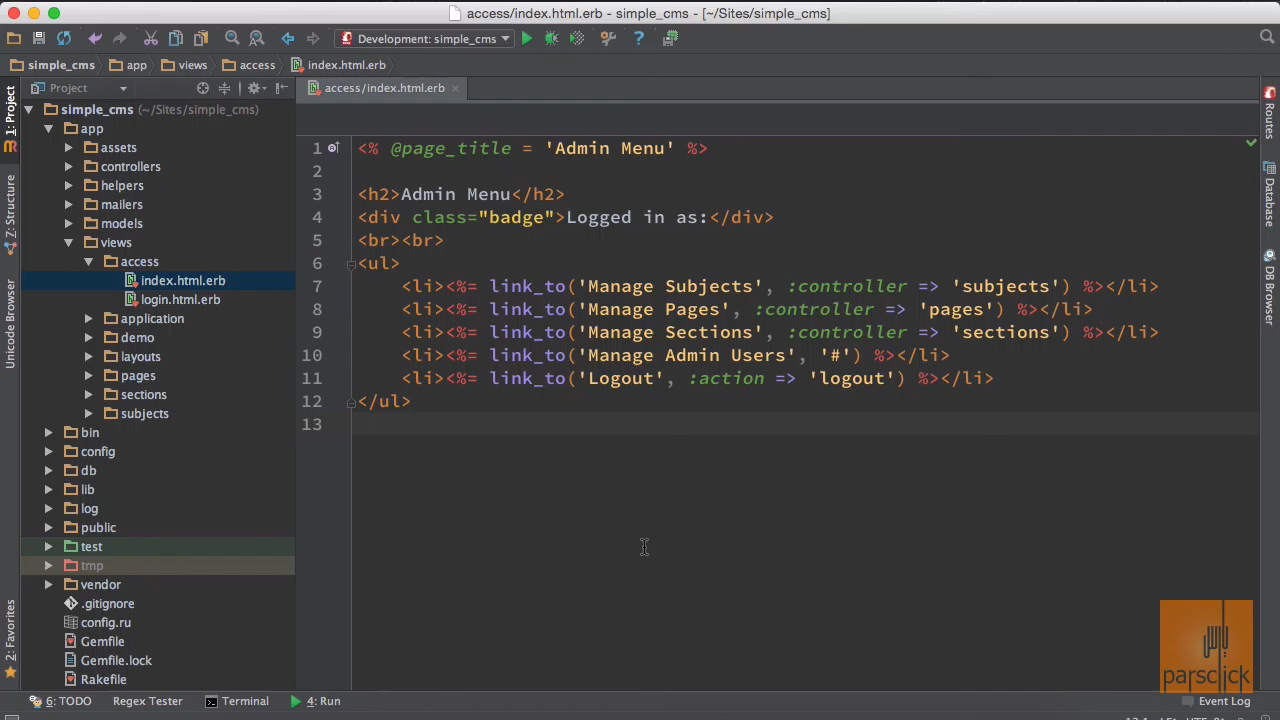 access/index.html.erb - simple_cms - [~/Sites/simple_cms]
Development: simple_cms
simple_cms app views access index.html.erb
Project
access/index.html.erb
1: Project
7: Structure
Unicode Browser
2: Favorites
simple_cms (~/Sites/simple_cms)
app
assets
controllers
helpers
mailers
models
views
access
index.html.erb
login.html.erb
application
demo
layouts
pages
sections
subjects
bin
config
db
lib
log
public
test
tmp
vendor
.gitignore
config.ru
Gemfile
Gemfile.lock
Rakefile
1 <% @page_title = 'Admin Menu' %>
2
3 <h2>Admin Menu</h2>
4 <div class="badge">Logged in as:</div>
5 <br><br>
6 <ul>
7 <li><%= link_to('Manage Subjects', :controller => 'subjects') %></li>
8 <li><%= link_to('Manage Pages', :controller => 'pages') %></li>
9 <li><%= link_to('Manage Sections', :controller => 'sections') %></li>
10 <li><%= link_to('Manage Admin Users', '#') %></li>
11 <li><%= link_to('Logout', :action => 'logout') %></li>
12 </ul>
13
Routes
Database
DB Browser
parsclick
6: TODO Regex Tester Terminal 4: Run Event Log